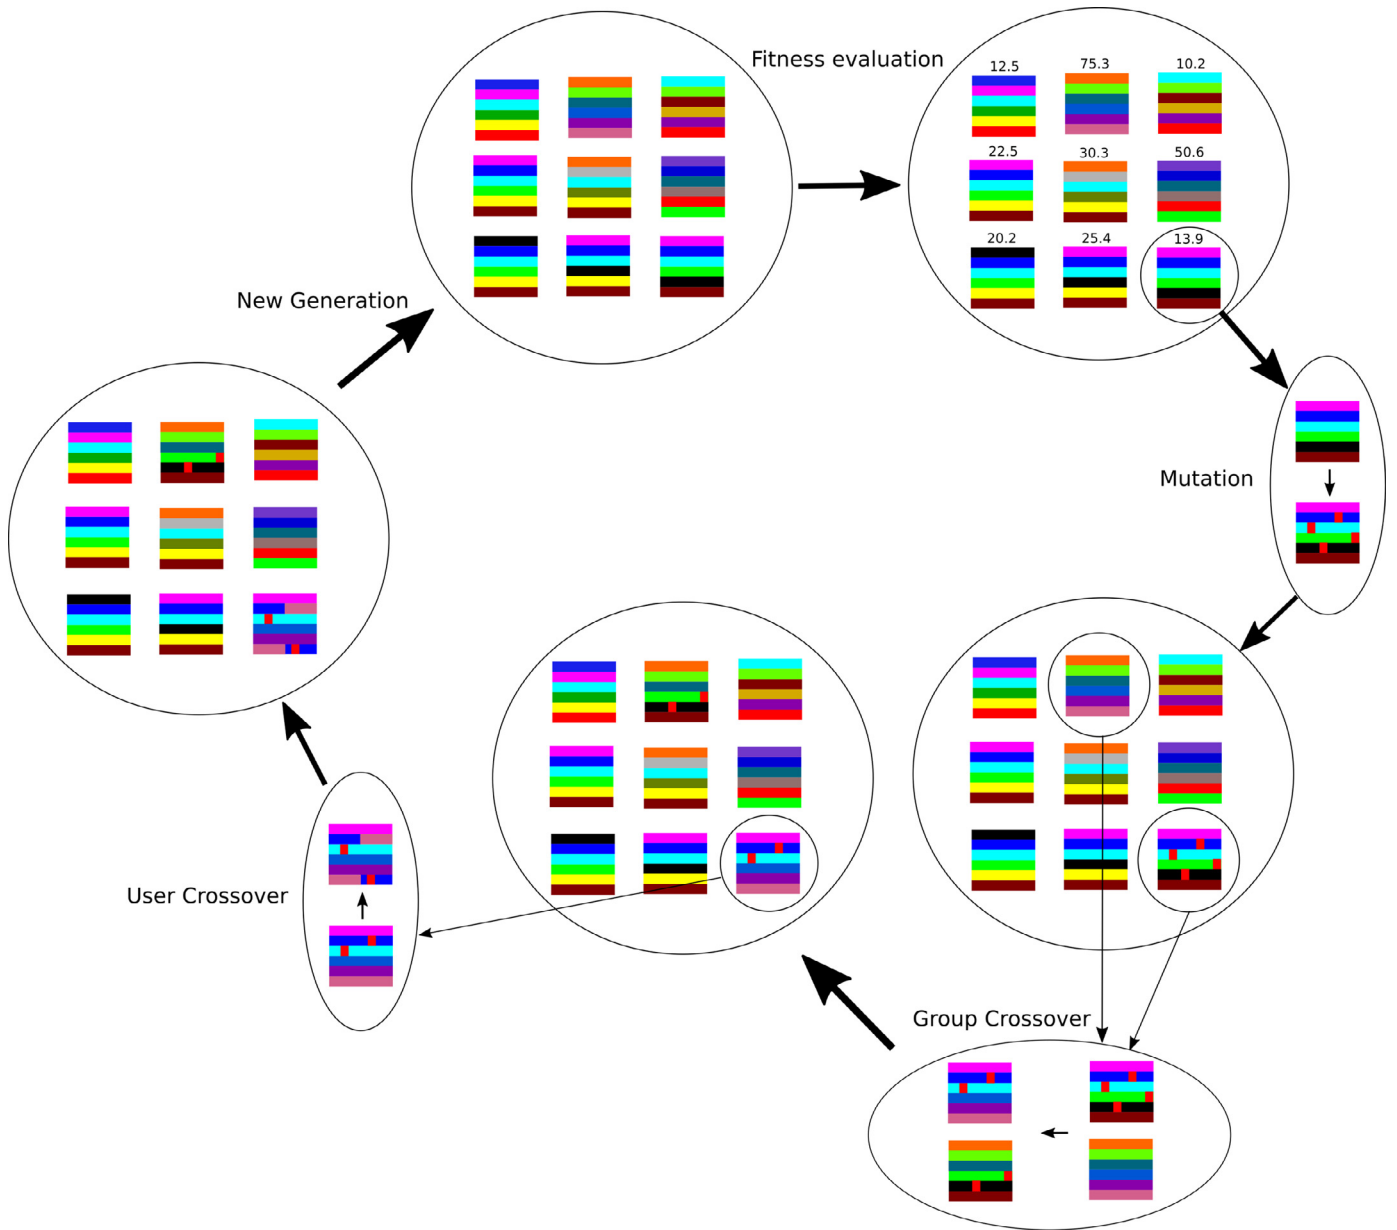 Fitness evaluation
12.5 75.3 10.2
22.5 30.3 50.6
20.2 25.4 13.9
New Generation
Mutation
User Crossover
Group Crossover